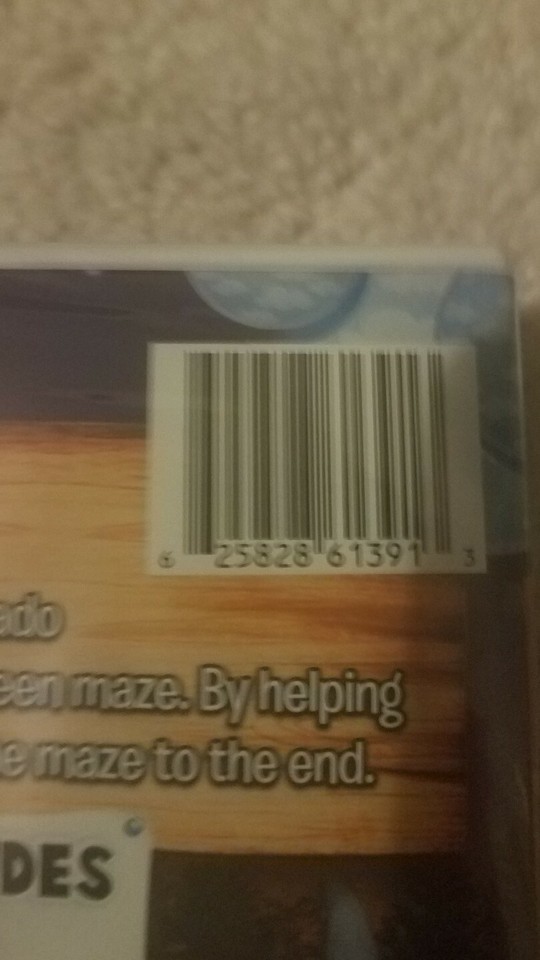 6 25828 61391 3
ado
een maze. By helping
e maze to the end.
DES